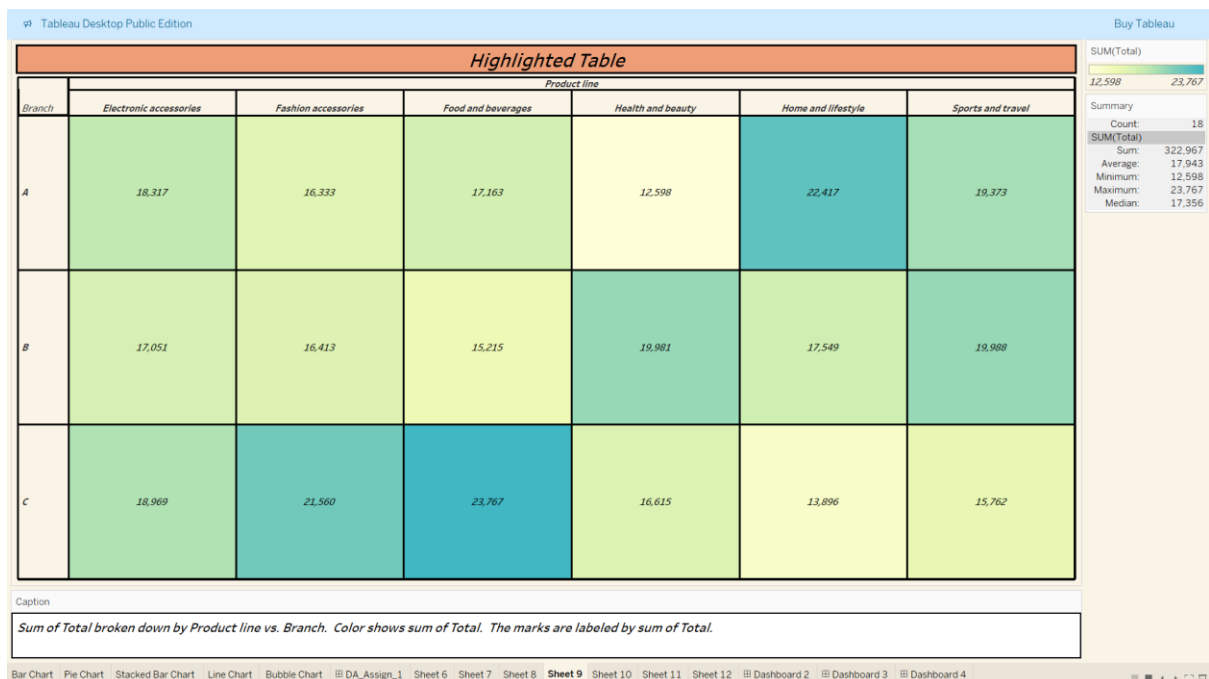 Tableau Desktop Public Edition Buy Tableau
Highlighted Table
Product line
Branch Electronic accessories Fashion accessories Food and beverages Health and beauty Home and lifestyle Sports and travel
A 18,317 16,333 17,163 12,598 22,417 19,373
B 17,051 16,413 15,215 19,981 17,549 19,988
C 18,969 21,560 23,767 16,615 13,896 15,762
SUM(Total)
12,598 23,767
Summary
Count: 18
SUM(Total)
Sum: 322,967
Average: 17,943
Minimum: 12,598
Maximum: 23,767
Median: 17,356
Caption
Sum of Total broken down by Product line vs. Branch. Color shows sum of Total. The marks are labeled by sum of Total.
Bar Chart Pie Chart Stacked Bar Chart Line Chart Bubble Chart DA_Assign_1 Sheet 6 Sheet 7 Sheet 8 Sheet 9 Sheet 10 Sheet 11 Sheet 12 Dashboard 2 Dashboard 3 Dashboard 4